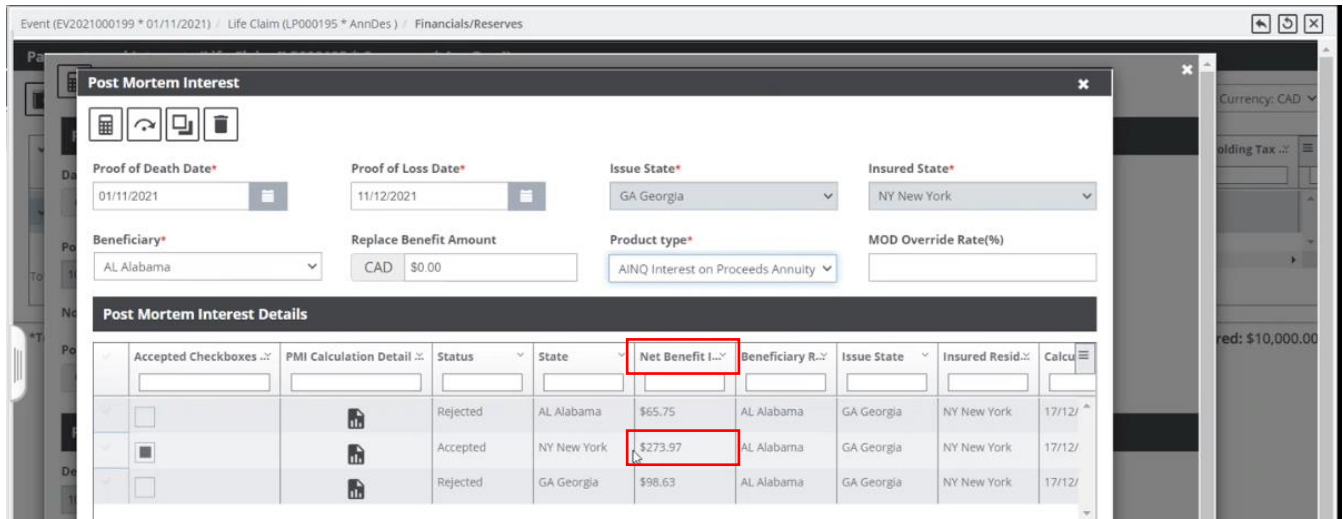 Event (EV2021000199 * 01/11/2021) / Life Claim (LP000195 * AnnDes ) / Financials/Reserves
Post Mortem Interest
Currency: CAD
Proof of Death Date* Proof of Loss Date* Issue State* Insured State*
01/11/2021 11/12/2021 GA Georgia NY New York
Beneficiary* Replace Benefit Amount Product type* MOD Override Rate(%)
AL Alabama CAD $0.00 AINQ Interest on Proceeds Annuity
Post Mortem Interest Details
red: $10,000.00
Accepted Checkboxes .. PMI Calculation Detail .. Status State Net Benefit I... Beneficiary R.. Issue State Insured Resid.. Calcu
Rejected AL Alabama $65.75 AL Alabama GA Georgia NY New York 17/12/
Accepted NY New York $273.97 AL Alabama GA Georgia NY New York 17/12/
Rejected GA Georgia $98.63 AL Alabama GA Georgia NY New York 17/12/